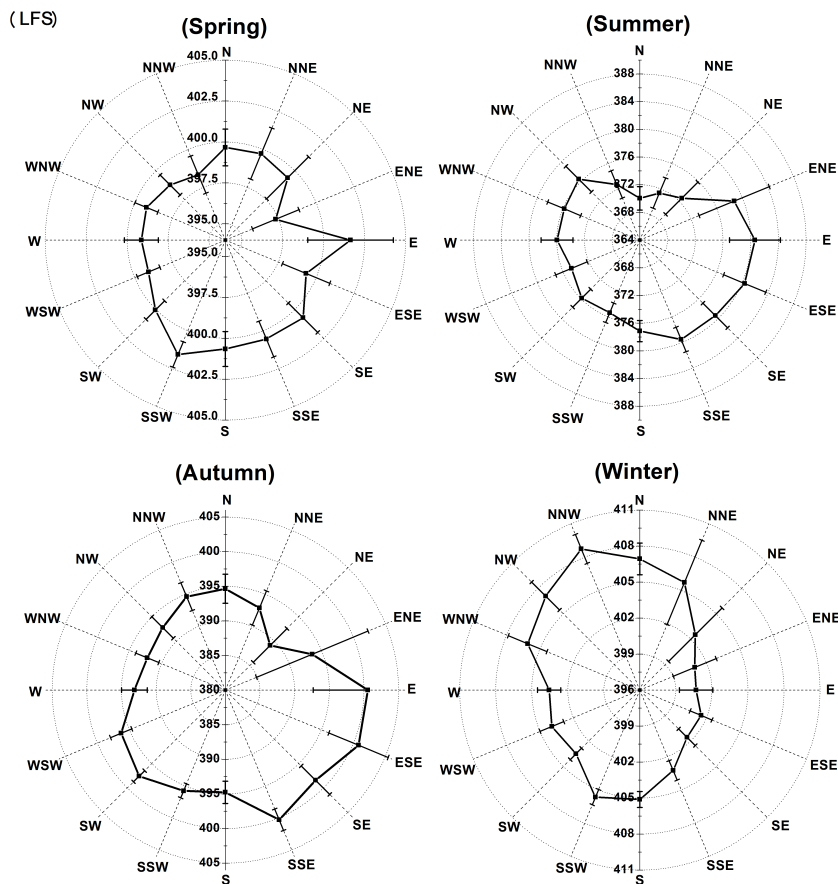 (LFS)
(Spring)
N
NNE
NE
ENE
E
ESE
SE
SSE
S
SSW
SW
WSW
W
WNW
NW
NNW
405.0
402.5
400.0
397.5
395.0
395.0
397.5
400.0
402.5
405.0
(Summer)
N
NNE
NE
ENE
E
ESE
SE
SSE
SSW
SW
WSW
W
WNW
NW
NNW
388
384
380
376
372
368
364
368
372
376
380
384
388
(Autumn)
N
NNE
NE
ENE
E
ESE
SE
SSE
S
SSW
SW
WSW
W
WNW
NW
NNW
405
400
395
390
385
380
385
390
395
400
405
(Winter)
N
NNE
NE
ENE
E
ESE
SE
SSE
S
SSW
SW
WSW
W
WNW
NW
NNW
411
408
405
402
399
396
399
402
405
408
411